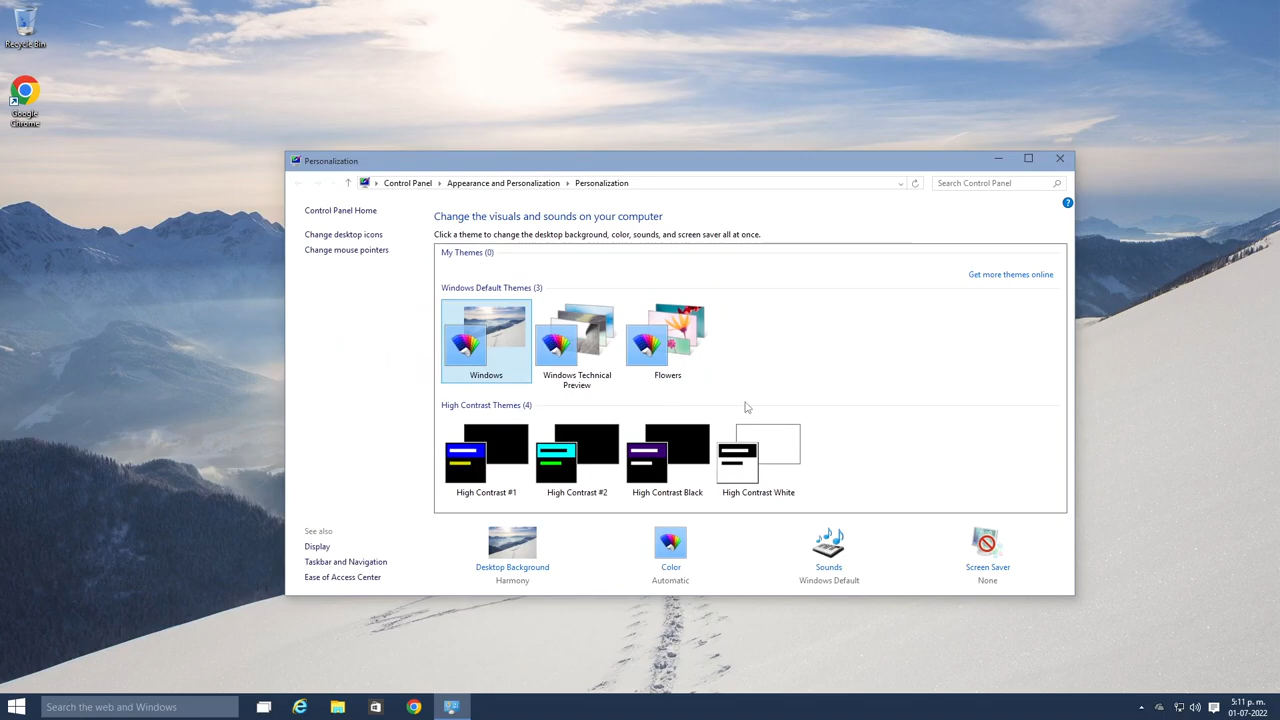 Recycle Bin
Google
Chrome
Personalization
Control Panel
Appearance and Personalization
Personalization
Search Control Panel
Control Panel Home
Change desktop icons
Change mouse pointers
Change the visuals and sounds on your computer
Click a theme to change the desktop background, color, sounds, and screen saver all at once.
My Themes (0)
Get more themes online
Windows Default Themes (3)
Windows
Windows Technical
Preview
Flowers
High Contrast Themes (4)
High Contrast #1
High Contrast #2
High Contrast Black
High Contrast White
See also
Display
Taskbar and Navigation
Ease of Access Center
Desktop Background
Harmony
Color
Automatic
Sounds
Windows Default
Screen Saver
None
Search the web and Windows
5:11 p. m.
01-07-2022